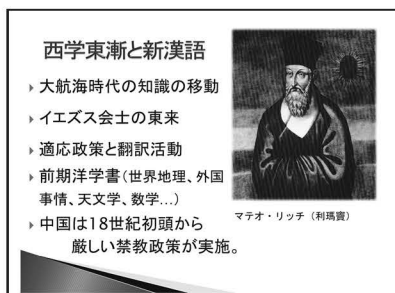 西学東漸と新漢語
大航海時代の知識の移動
イエズス会士の東来
適応政策と翻訳活動
前期洋学書(世界地理、外国
事情、天文学、数学…)
中国は18世紀初頭から
厳しい禁教政策が実施。
マテオ・リッチ(利瑪竇)